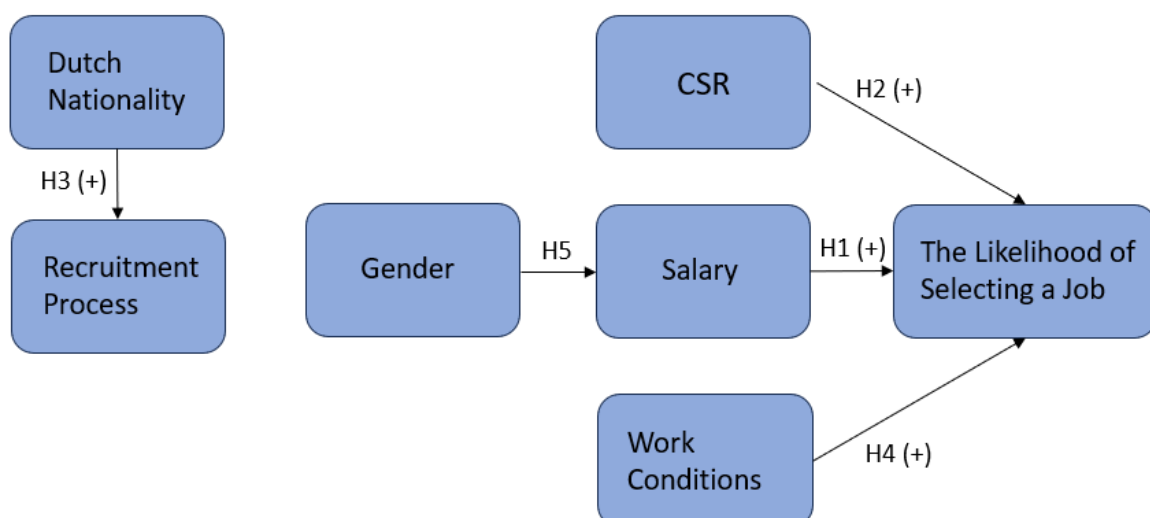 Dutch
Nationality
H3 (+)
Recruitment
Process
CSR
H2 (+)
Gender
H5
Salary
H1 (+)
The Likelihood of
Selecting a Job
Work
Conditions
H4 (+)